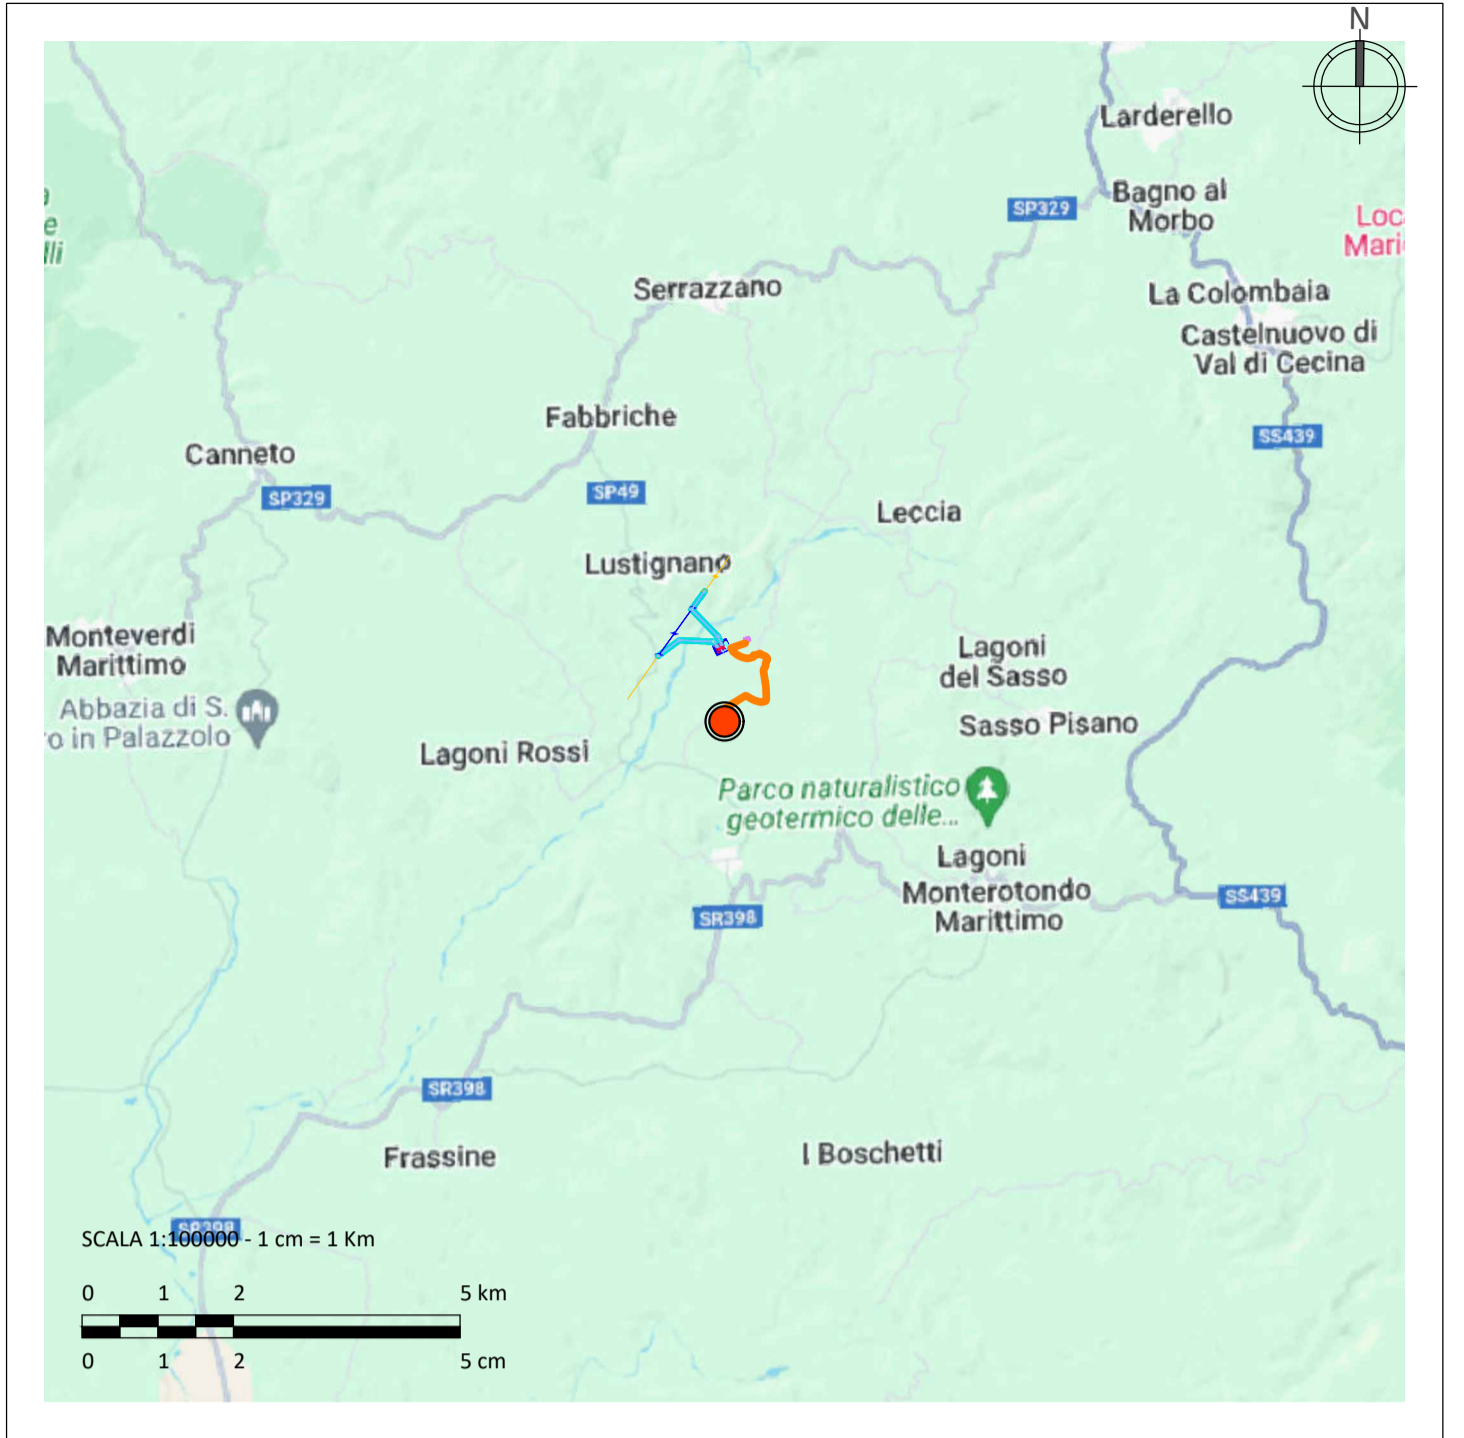 N
Larderello
Bagno al
Morbo
SP329
Loc
Mari
Serrazzano
La Colombaia
Castelnuovo di
Val di Cecina
Fabbriche
SS439
Canneto
SP329
SP49
Leccia
Lustignano
Monteverdi
Marittimo
Lagoni
del Sasso
Abbazia di S.
o in Palazzolo
Sasso Pisano
Lagoni Rossi
Parco naturalistico
geotermico delle...
Lagoni
Monterotondo
Marittimo
SS439
SR398
SR398
Frassine
I Boschetti
SCALA 1:100000 - 1 cm = 1 Km
0 1 2 5 km
0 1 2 5 cm